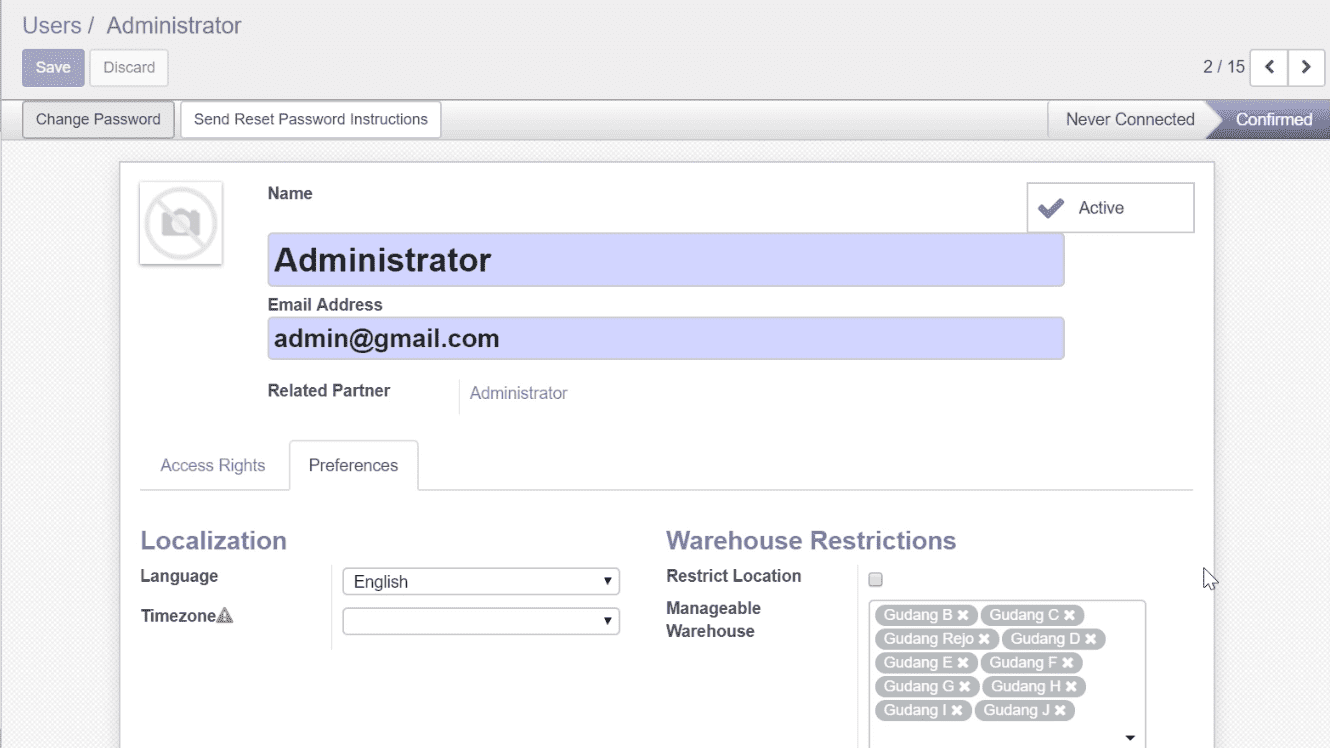 Users / Administrator
Save Discard
2 / 15
Change Password Send Reset Password Instructions
Never Connected Confirmed
Name
Active
Administrator
Email Address
admin@gmail.com
Related Partner Administrator
Access Rights Preferences
Localization
Language English
Timezone
Warehouse Restrictions
Restrict Location
Manageable
Warehouse
Gudang B Gudang C
Gudang Rejo Gudang D
Gudang E Gudang F
Gudang G Gudang H
Gudang I Gudang J